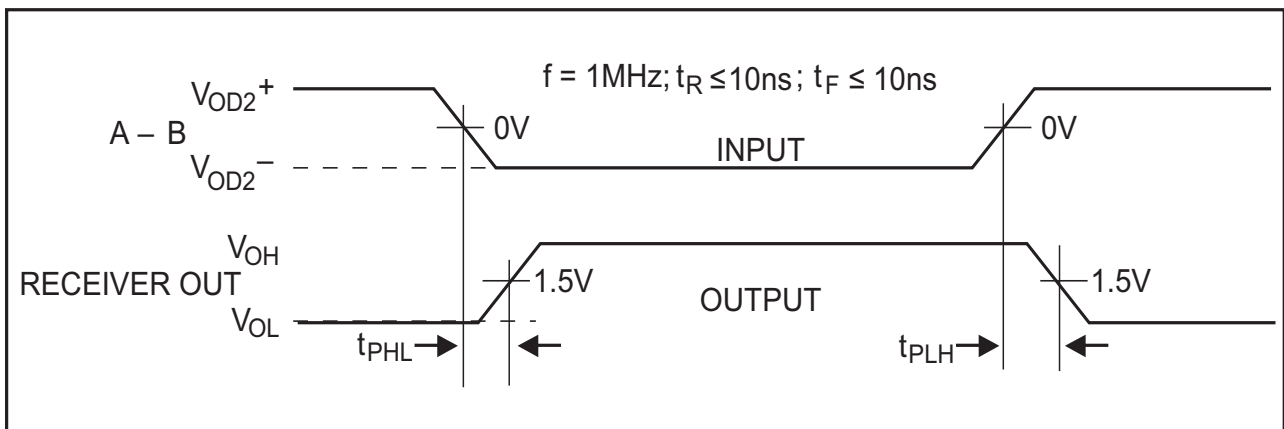 f = 1MHz; tR ≤10ns; tF ≤ 10ns
VOD2+
A – B
0V
0V
INPUT
VOD2–
VOH
RECEIVER OUT
1.5V
1.5V
OUTPUT
VOL
tPHL
tPLH